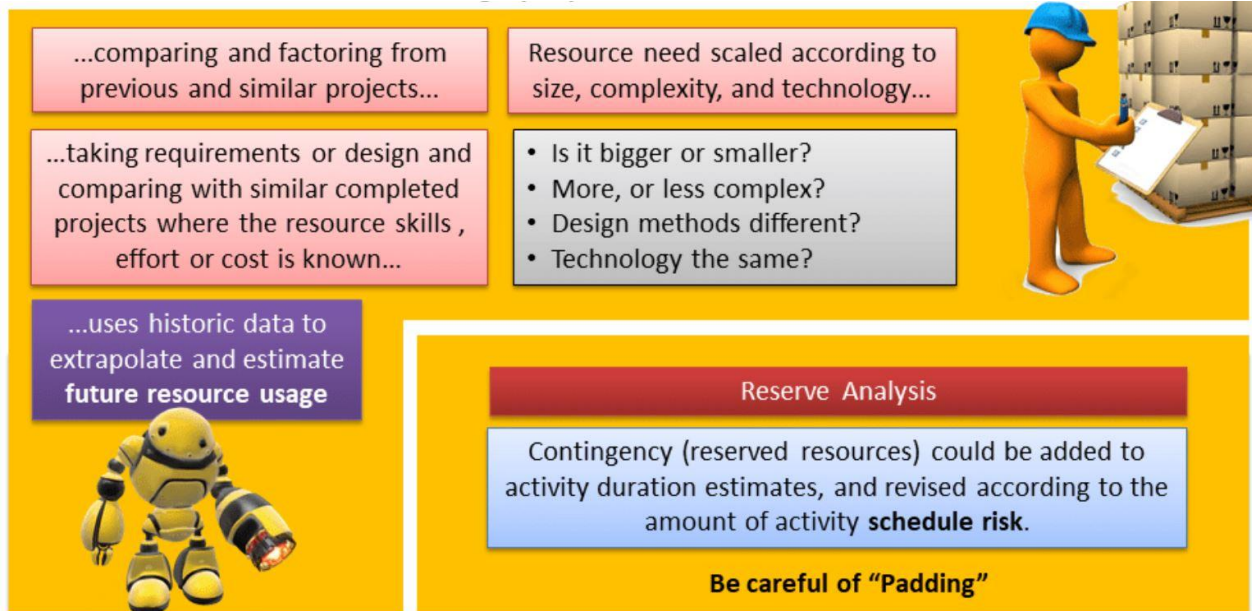 ...comparing and factoring from
previous and similar projects...
Resource need scaled according to
size, complexity, and technology...
...taking requirements or design and
comparing with similar completed
projects where the resource skills ,
effort or cost is known...
• Is it bigger or smaller?
• More, or less complex?
• Design methods different?
• Technology the same?
...uses historic data to
extrapolate and estimate
future resource usage
Reserve Analysis
Contingency (reserved resources) could be added to
activity duration estimates, and revised according to the
amount of activity schedule risk.
Be careful of “Padding”